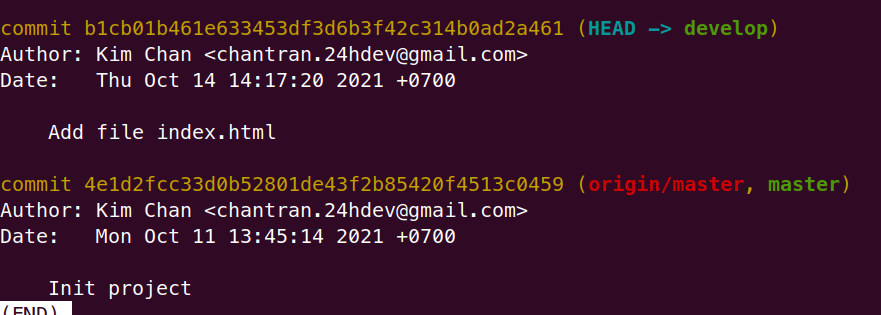 commit b1cb01b461e633453df3d6b3f42c314b0ad2a461 (HEAD -> develop)
Author: Kim Chan <chantran.24hdev@gmail.com>
Date:   Thu Oct 14 14:17:20 2021 +0700
Add file index.html
commit 4e1d2fcc33d0b52801de43f2b85420f4513c0459 (origin/master, master)
Author: Kim Chan <chantran.24hdev@gmail.com>
Date:   Mon Oct 11 13:45:14 2021 +0700
Init project
(END)